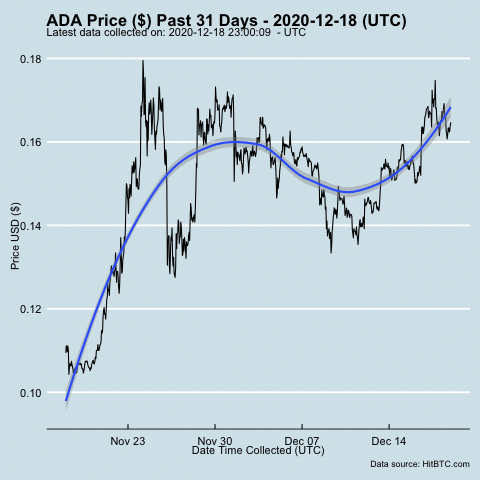 ADA Price ($) Past 31 Days - 2020-12-18 (UTC)
Latest data collected on: 2020-12-18 23:00:09  - UTC
0.18
0.16
0.14
0.12
0.10
Price USD ($)
Nov 23 Nov 30 Dec 07 Dec 14
Date Time Collected (UTC)
Data source: HitBTC.com